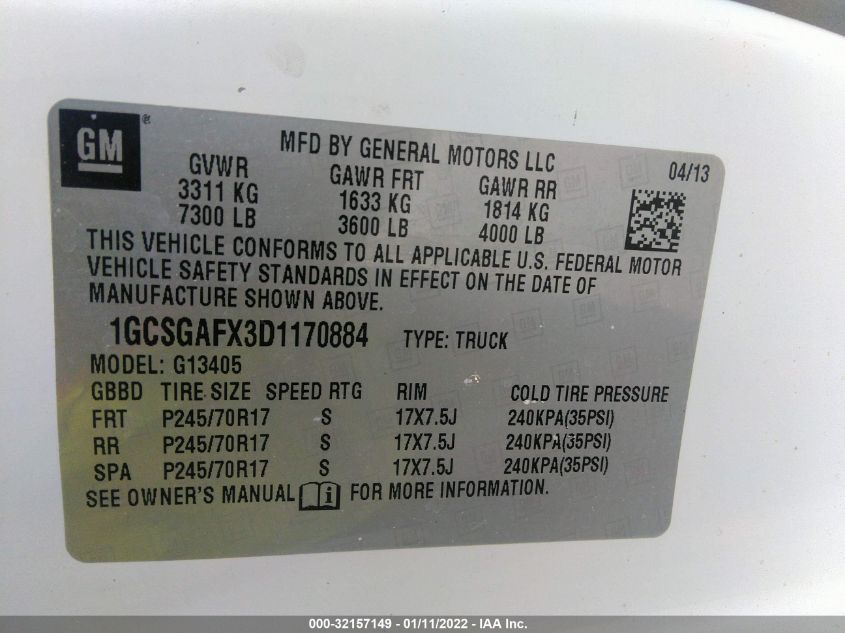 GM®
MFD BY GENERAL MOTORS LLC
04/13
GVWR GAWR FRT GAWR RR
3311 KG 1633 KG 1814 KG
7300 LB 3600 LB 4000 LB
THIS VEHICLE CONFORMS TO ALL APPLICABLE U.S. FEDERAL MOTOR
VEHICLE SAFETY STANDARDS IN EFFECT ON THE DATE OF
MANUFACTURE SHOWN ABOVE.
1GCSGAFX3D1170884 TYPE: TRUCK
MODEL: G13405
GBBD TIRE SIZE SPEED RTG RIM COLD TIRE PRESSURE
FRT P245/70R17 S 17X7.5J 240KPA(35PSI)
RR P245/70R17 S 17X7.5J 240KPA(35PSI)
SPA P245/70R17 S 17X7.5J 240KPA(35PSI)
SEE OWNER'S MANUAL i FOR MORE INFORMATION.
000-32157149 - 01/11/2022 - IAA Inc.